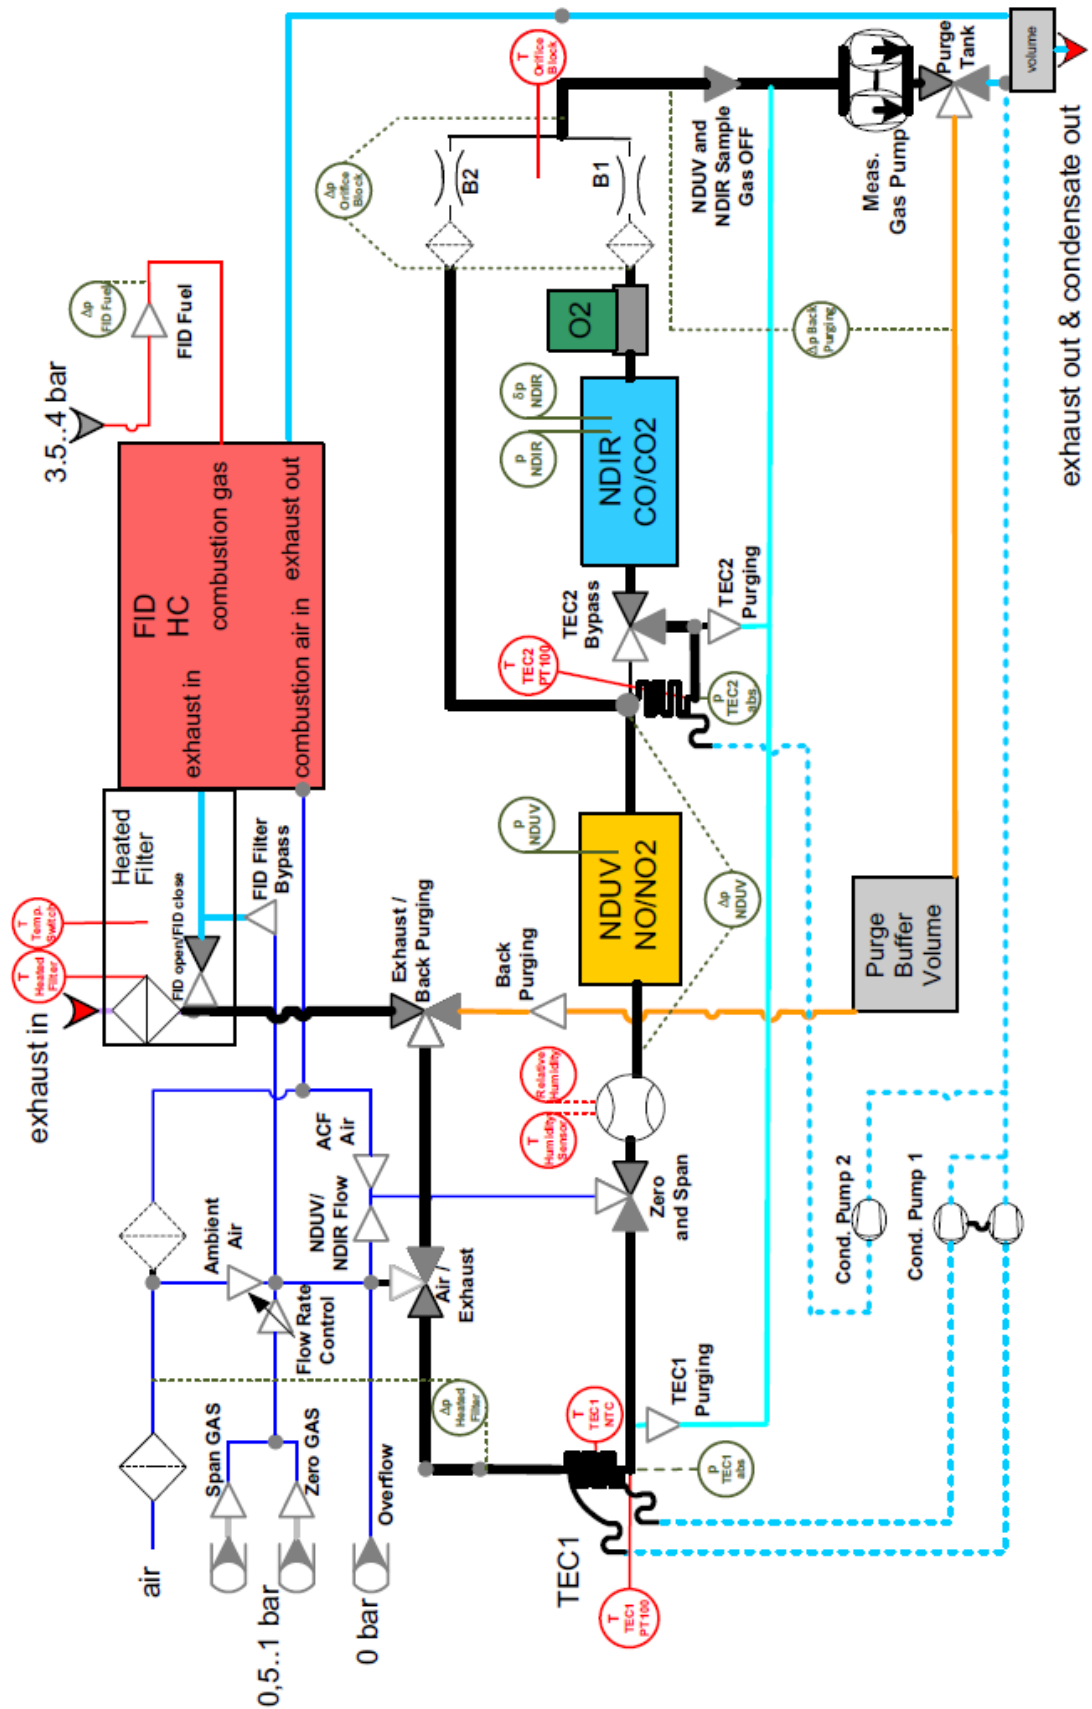 exhaust in
T
Heated
Filter
T
Temp.
Switch
Heated
Filter
FID open/FID close
FID Filter
Bypass
FID
HC
exhaust in
combustion gas
combustion air in
exhaust out
3.5..4 bar
Δp
FID Fuel
FID Fuel
air
Span GAS
Zero GAS
0,5..1 bar
Overflow
0 bar
Ambient
Air
Flow Rate
Control
ACF
Air
NDUV/
NDIR Flow
Air /
Exhaust
Exhaust /
Back Purging
Back
Purging
Δp
Heated
Filter
Δp
Orifice
Block
T
Orifice
Block
B2
B1
TEC1
T
TEC1
PT100
T
TEC1
NTC
p
TEC1
abs
TEC1
Purging
Zero
and Span
T
Humidity
Sensor
Relative
Humidity
NDUV
NO/NO2
p
NDUV
Δp
NDUV
T
TEC2
PT100
TEC2
Bypass
p
TEC2
abs
TEC2
Purging
NDIR
CO/CO2
p
NDIR
δp
NDIR
O2
NDUV and
NDIR Sample
Gas OFF
Δp Back
Purging
Meas.
Gas Pump
Purge
Tank
volume
Cond. Pump 2
Cond. Pump 1
Purge
Buffer
Volume
exhaust out & condensate out